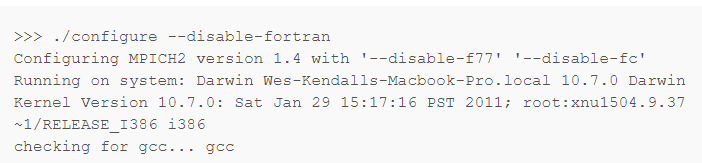 >>> ./configure --disable-fortran
Configuring MPICH2 version 1.4 with '--disable-f77' '--disable-fc'
Running on system: Darwin Wes-Kendalls-Macbook-Pro.local 10.7.0 Darwin
Kernel Version 10.7.0: Sat Jan 29 15:17:16 PST 2011; root:xnu1504.9.37
~1/RELEASE_I386 i386
checking for gcc... gcc